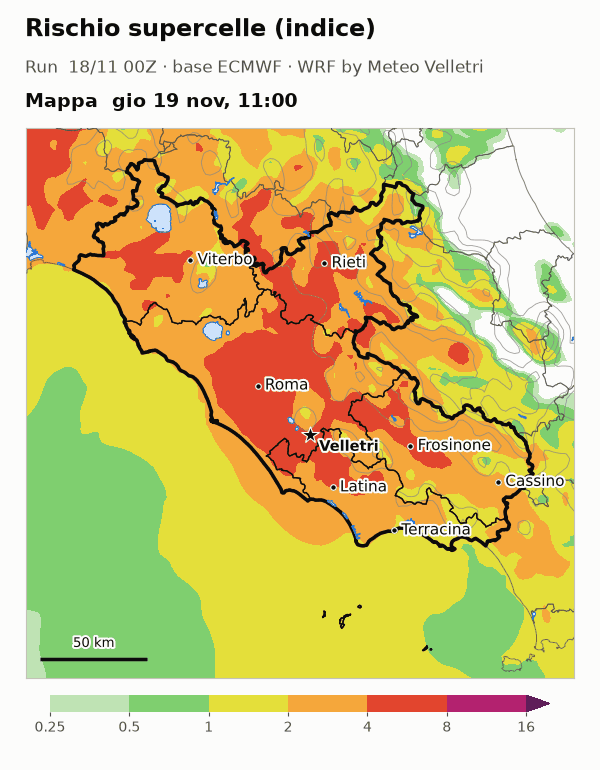 Rischio supercelle (indice)
Run  18/11 00Z · base ECMWF · WRF by Meteo Velletri
Mappa  gio 19 nov, 11:00
Viterbo
Rieti
Roma
Velletri
Frosinone
Cassino
Latina
Terracina
50 km
0.25 0.5 1 2 4 8 16